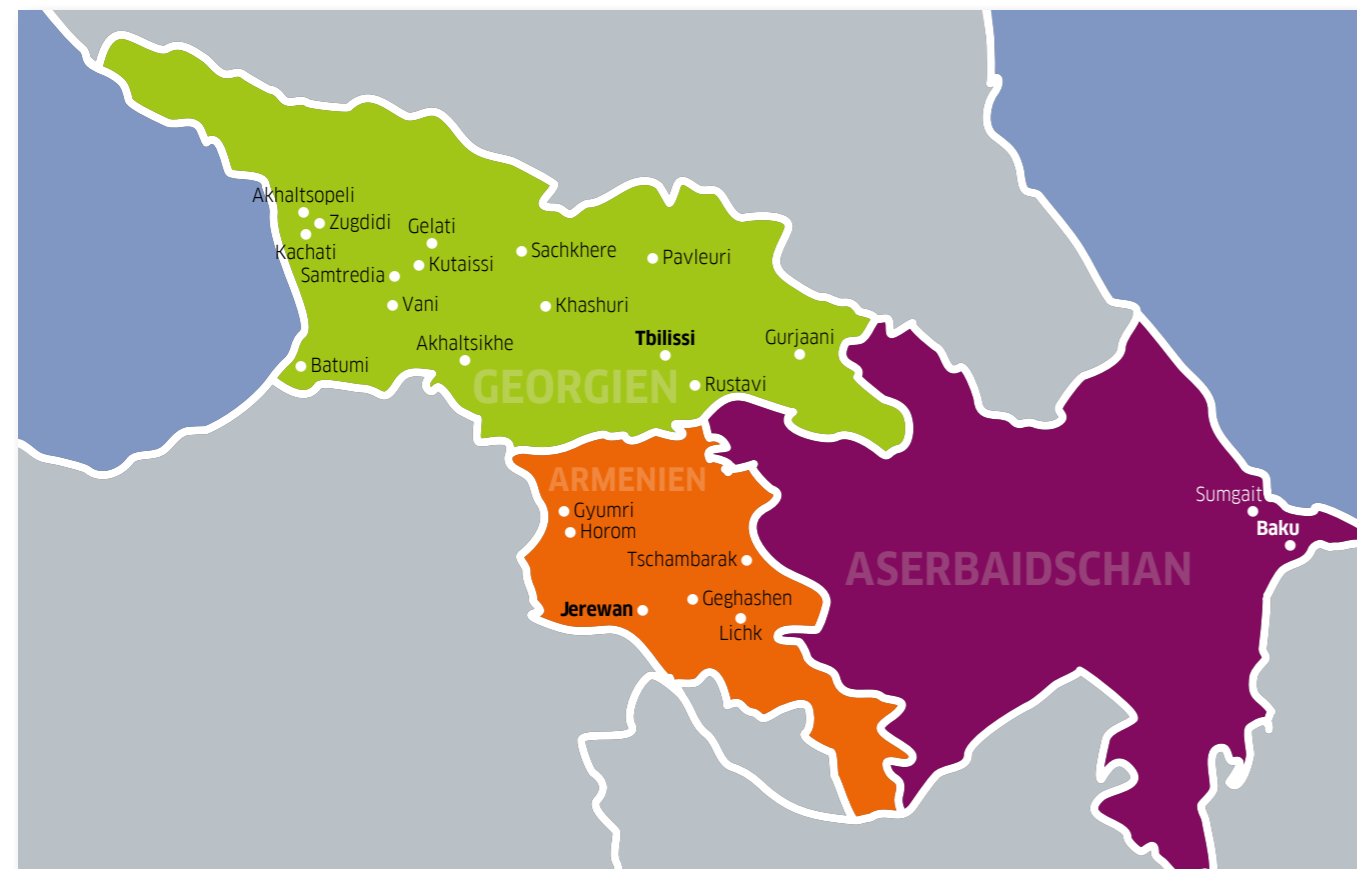 Akhaltsopeli
Zugdidi
Kachati
Gelati
Kutaissi
Samtredia
Vani
Sachkhere
Pavleuri
Khashuri
Akhaltsikhe
Batumi
Tbilissi
Gurjaani
Rustavi
GEORGIEN
ARMENIEN
Gyumri
Horom
Tschambarak
Geghashen
Jerewan
Lichk
ASERBAIDSCHAN
Sumgait
Baku